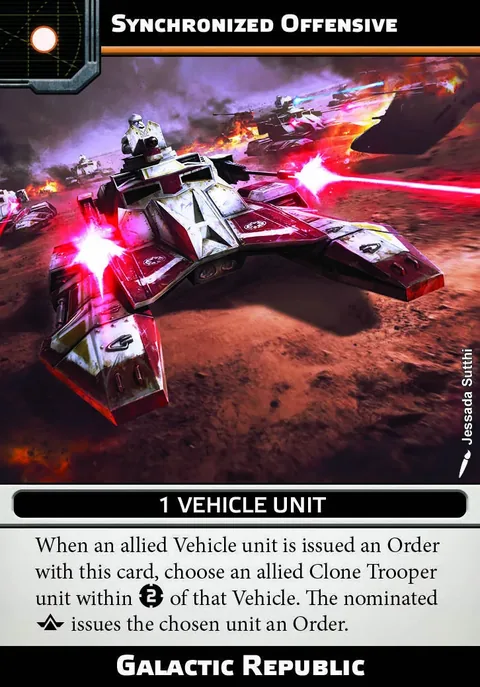 Synchronized Offensive
Jessada Sutthi
1 VEHICLE UNIT
When an allied Vehicle unit is issued an Order
with this card, choose an allied Clone Trooper
unit within 2 of that Vehicle. The nominated
issues the chosen unit an Order.
Galactic Republic